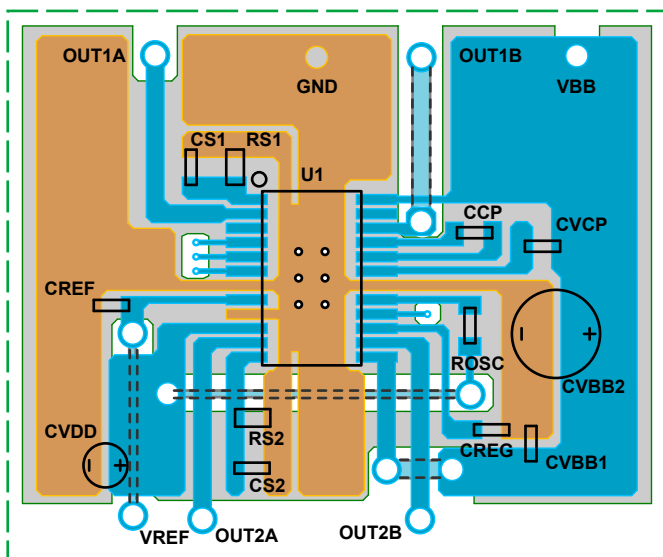 OUT1A
OUT1B
GND
VBB
CS1 RS1
U1
CCP
CVCP
CREF
ROSC
CVBB2
CVDD
RS2
CREG
CVBB1
CS2
VREF
OUT2A
OUT2B